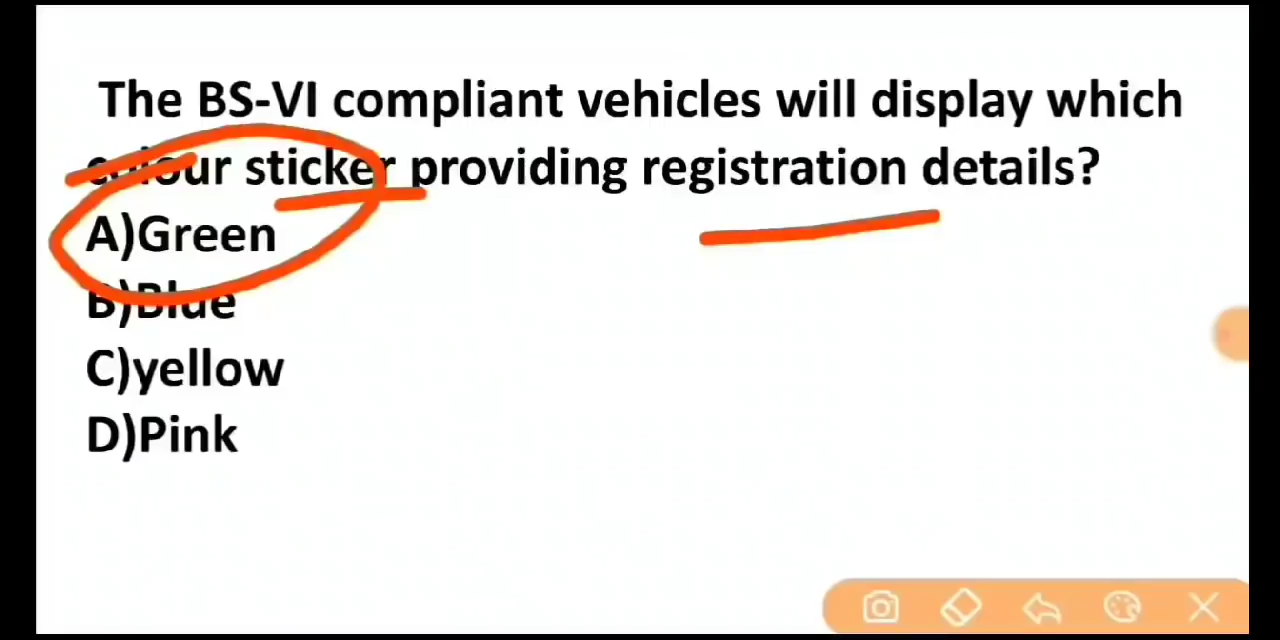 The BS-VI compliant vehicles will display which
colour sticker providing registration details?
A)Green
B)Blue
C)yellow
D)Pink